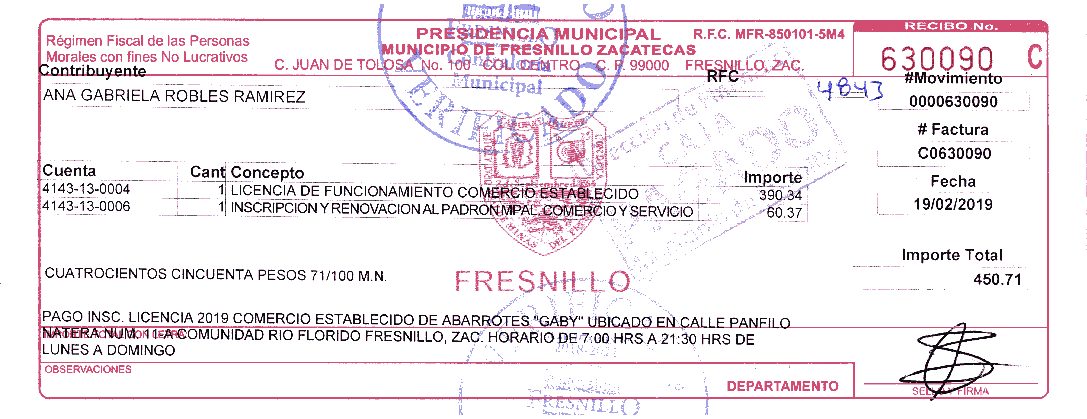 Régimen Fiscal de las Personas
Morales con fines No Lucrativos
PRESIDENCIA MUNICIPAL
R.F.C. MFR-850101-5M4
MUNICIPIO DE FRESNILLO ZACATECAS
C. JUAN DE TOLOSA No. 100 COL. CENTRO C.P. 99000 FRESNILLO, ZAC.
RECIBO No.
630090 C
Contribuyente
RFC
4843
#Movimiento
ANA GABRIELA ROBLES RAMIREZ
0000630090
# Factura
C0630090
Cuenta Cant Concepto Importe
Fecha
4143-13-0004 1 LICENCIA DE FUNCIONAMIENTO COMERCIO ESTABLECIDO 390.34
4143-13-0006 1 INSCRIPCION Y RENOVACION AL PADRON MPAL. COMERCIO Y SERVICIO 60.37
19/02/2019
Importe Total
450.71
CUATROCIENTOS CINCUENTA PESOS 71/100 M.N.
FRESNILLO
PAGO INSC. LICENCIA 2019 COMERCIO ESTABLECIDO DE ABARROTES "GABY" UBICADO EN CALLE PANFILO
NATERA NUM. 11-A COMUNIDAD RIO FLORIDO FRESNILLO, ZAC. HORARIO DE 7:00 HRS A 21:30 HRS DE
LUNES A DOMINGO
OBSERVACIONES
DEPARTAMENTO
FIRMA
Municipal
VERIFICADO
CAJA
PAGADO
FRESNILLO